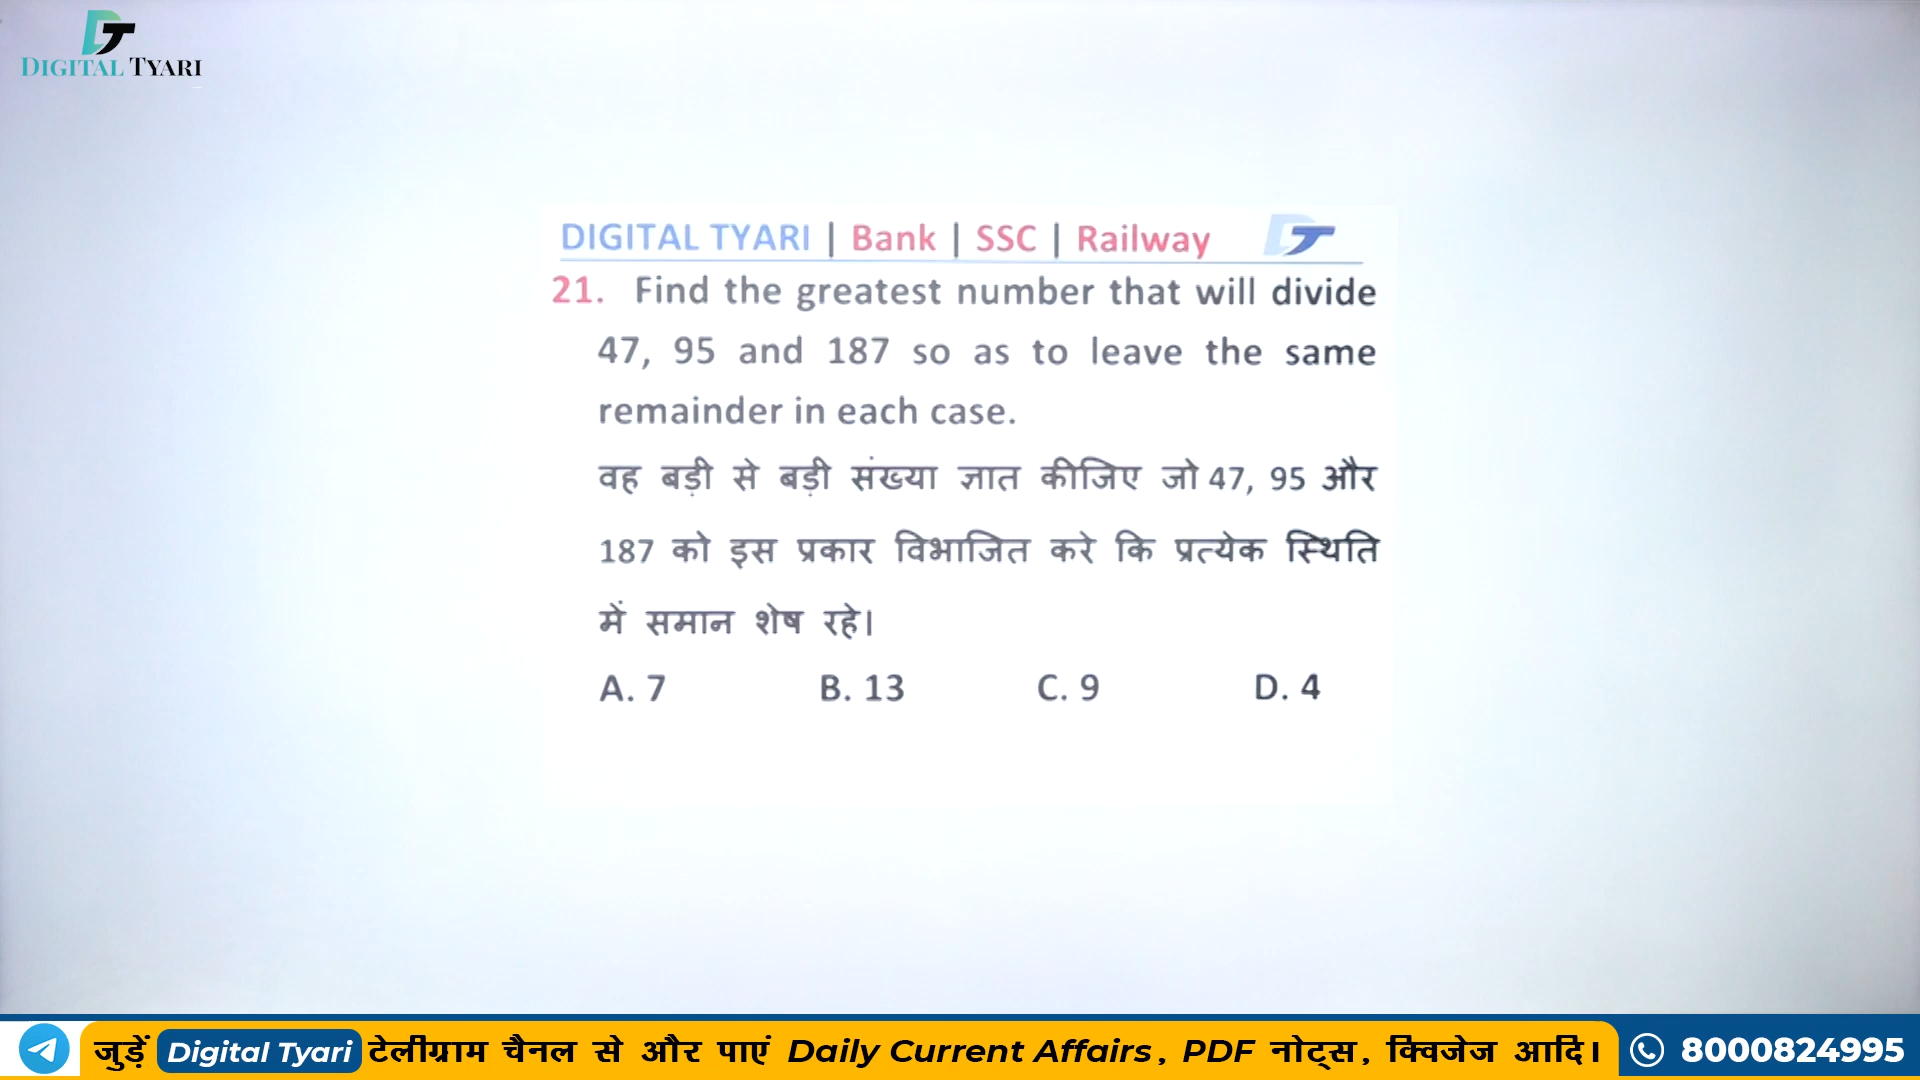 DT
DIGITAL TYARI
DIGITAL TYARI | Bank | SSC | Railway DT
21. Find the greatest number that will divide
47, 95 and 187 so as to leave the same
remainder in each case.
वह बड़ी से बड़ी संख्या ज्ञात कीजिए जो 47, 95 और
187 को इस प्रकार विभाजित करे कि प्रत्येक स्थिति
में समान शेष रहे।
A. 7 B. 13 C. 9 D. 4
जुड़ें Digital Tyari टेलीग्राम चैनल से और पाएं Daily Current Affairs, PDF नोट्स, क्विजेज आदि। 8000824995